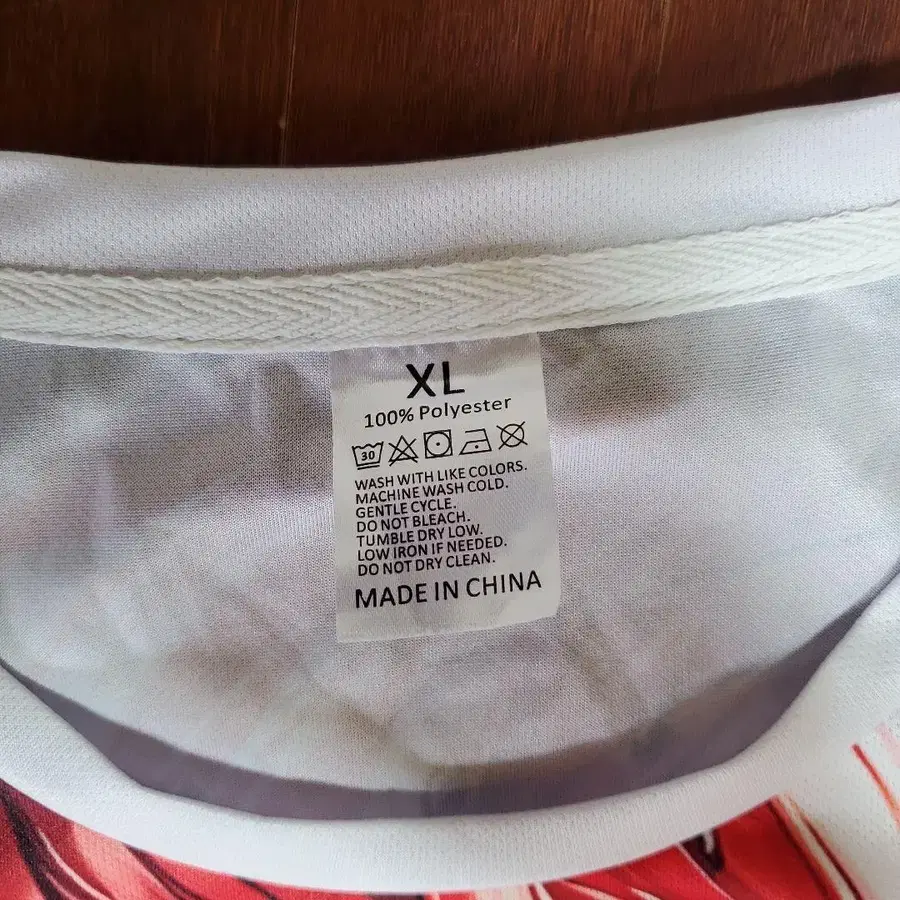 XL
100% Polyester
30
WASH WITH LIKE COLORS.
MACHINE WASH COLD.
GENTLE CYCLE.
DO NOT BLEACH.
TUMBLE DRY LOW.
LOW IRON IF NEEDED.
DO NOT DRY CLEAN.
MADE IN CHINA